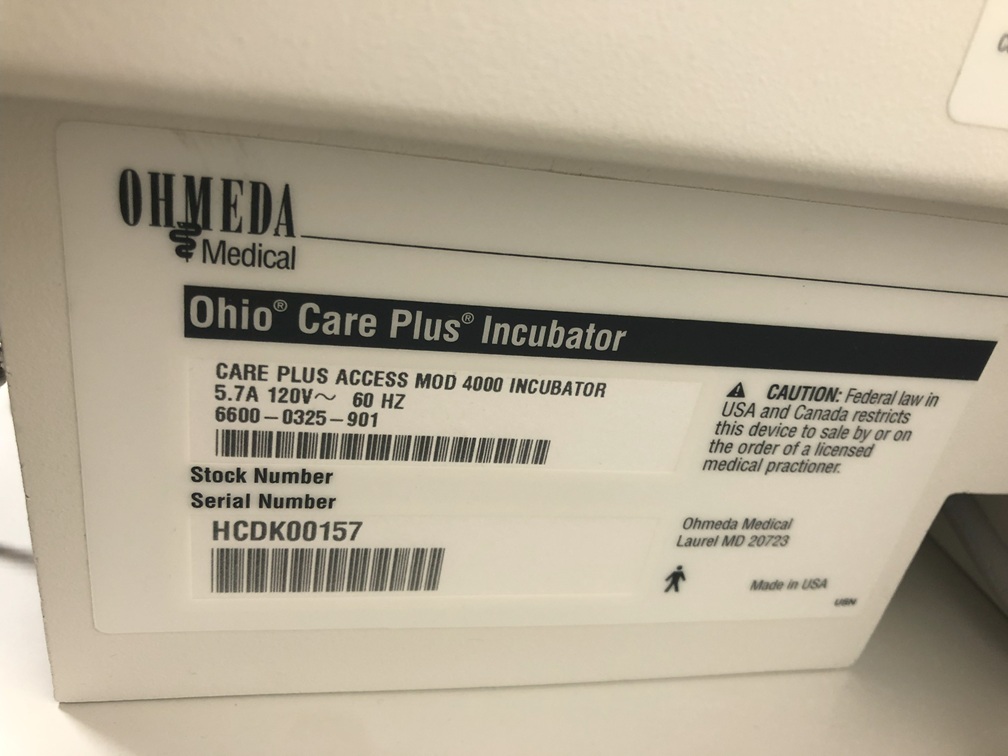 OHMEDA
Medical
Ohio® Care Plus® Incubator
CARE PLUS ACCESS MOD 4000 INCUBATOR
5.7A 120V~ 60 HZ
6600-0325-901
Stock Number
Serial Number
HCDK00157
⚠ CAUTION: Federal law in
USA and Canada restricts
this device to sale by or on
the order of a licensed
medical practioner.
Ohmeda Medical
Laurel MD 20723
Made in USA